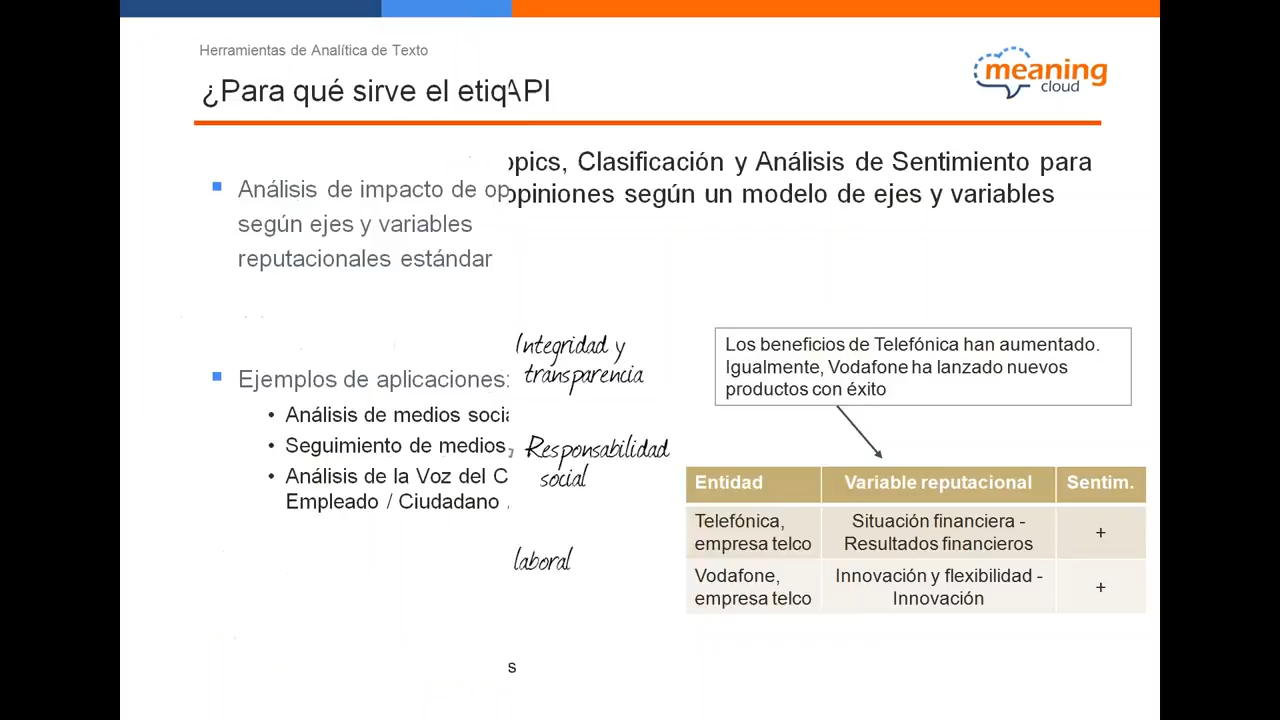 Herramientas de Analítica de Texto
meaning
cloud
¿Para qué sirve el etiqAPI
opics, Clasificación y Análisis de Sentimiento para
opiniones según un modelo de ejes y variables
Análisis de impacto de op
según ejes y variables
reputacionales estándar
Integridad y
transparencia
Los beneficios de Telefónica han aumentado.
Igualmente, Vodafone ha lanzado nuevos
productos con éxito
Ejemplos de aplicaciones:
• Análisis de medios socia
• Seguimiento de medios
• Análisis de la Voz del C
Empleado / Ciudadano
Responsabilidad
social
laboral
Entidad Variable reputacional Sentim.
Telefónica, Situación financiera -
empresa telco Resultados financieros +
Vodafone, Innovación y flexibilidad -
empresa telco Innovación +
s